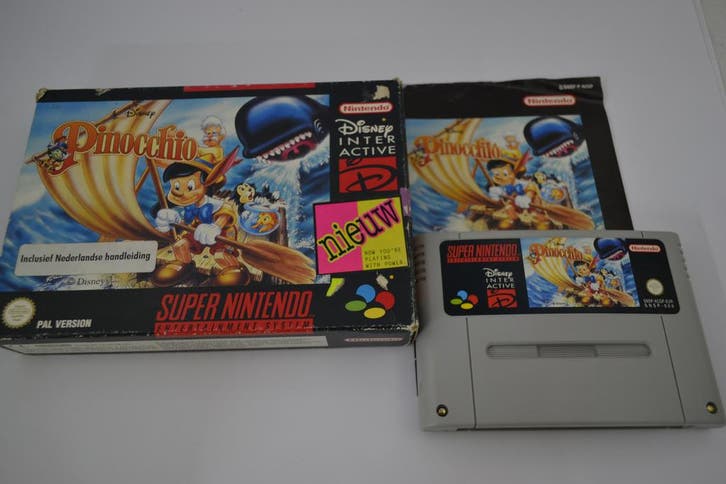 Nintendo
Disney
Pinocchio
Disney
INTER
ACTIVE
nieuw
NOW YOU'RE
PLAYING
WITH POWER
Inclusief Nederlandse handleiding
© Disney
PAL VERSION
SUPER NINTENDO
ENTERTAINMENT SYSTEM
Nintendo
Pinocchio
SUPER NINTENDO
ENTERTAINMENT SYSTEM
Disney
INTER
ACTIVE
Pinocchio
Nintendo